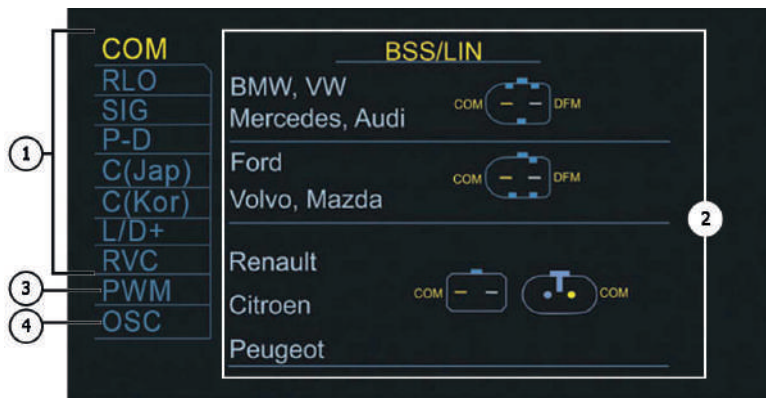 COM
RLO
SIG
P-D
C(Jap)
C(Kor)
L/D+
RVC
PWM
OSC
1
3
4
BSS/LIN
BMW, VW
Mercedes, Audi
COM DFM
Ford
Volvo, Mazda
COM DFM
Renault
Citroen
Peugeot
COM COM
2